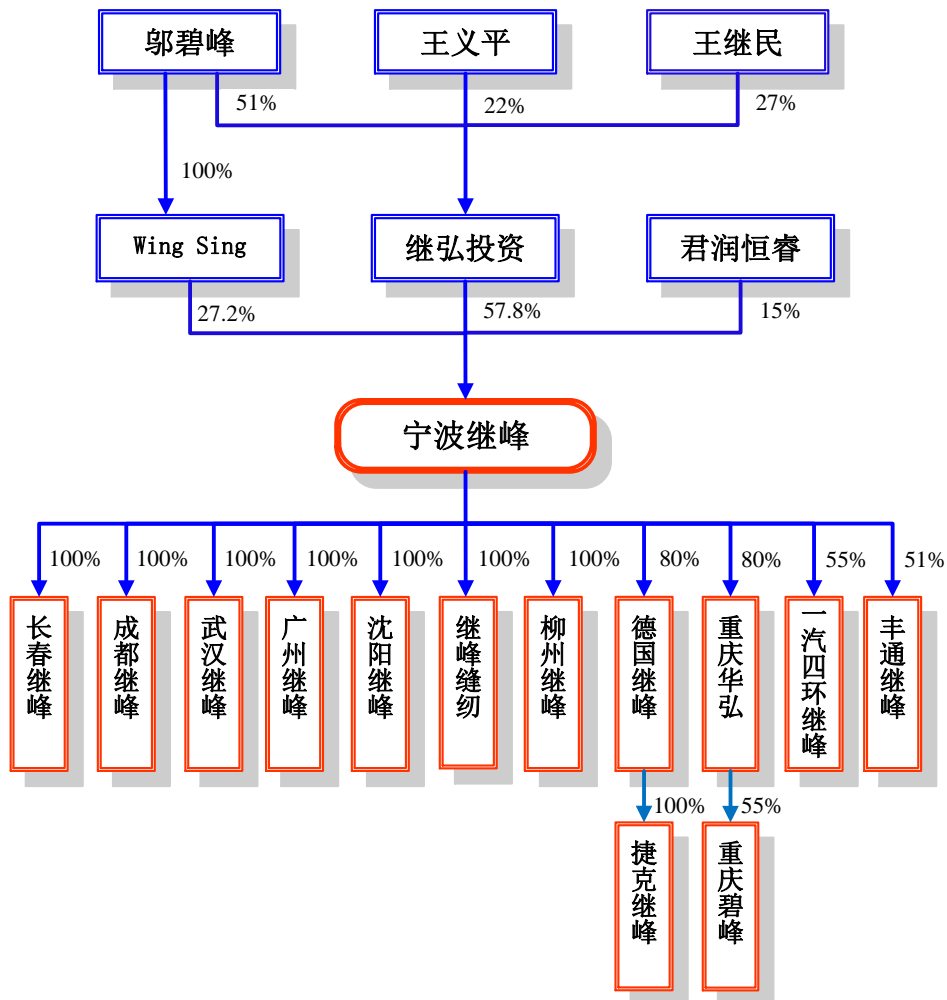 邬碧峰
王义平
王继民
51%
22%
27%
100%
Wing Sing
继弘投资
君润恒睿
27.2%
57.8%
15%
宁波继峰
100%
100%
100%
100%
100%
100%
100%
80%
80%
55%
51%
长春继峰
成都继峰
武汉继峰
广州继峰
沈阳继峰
继峰缝纫
柳州继峰
德国继峰
重庆华弘
一汽四环继峰
丰通继峰
100%
55%
捷克继峰
重庆碧峰